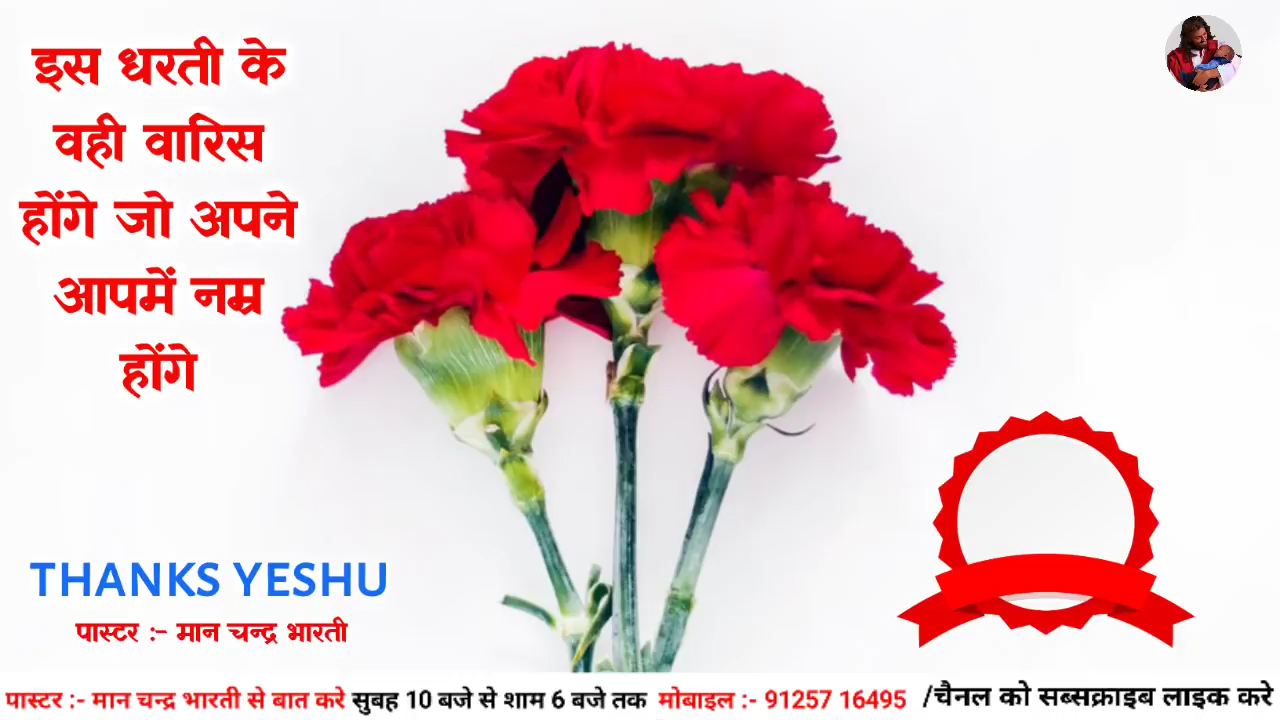 इस धरती के
वही वारिस
होंगे जो अपने
आपमें नम्र
होंगे
THANKS YESHU
पास्टर :- मान चन्द्र भारती
पास्टर :- मान चन्द्र भारती से बात करे सुबह 10 बजे से शाम 6 बजे तक मोबाइल :- 91257 16495 /चैनल को सब्सक्राइब लाइक करे